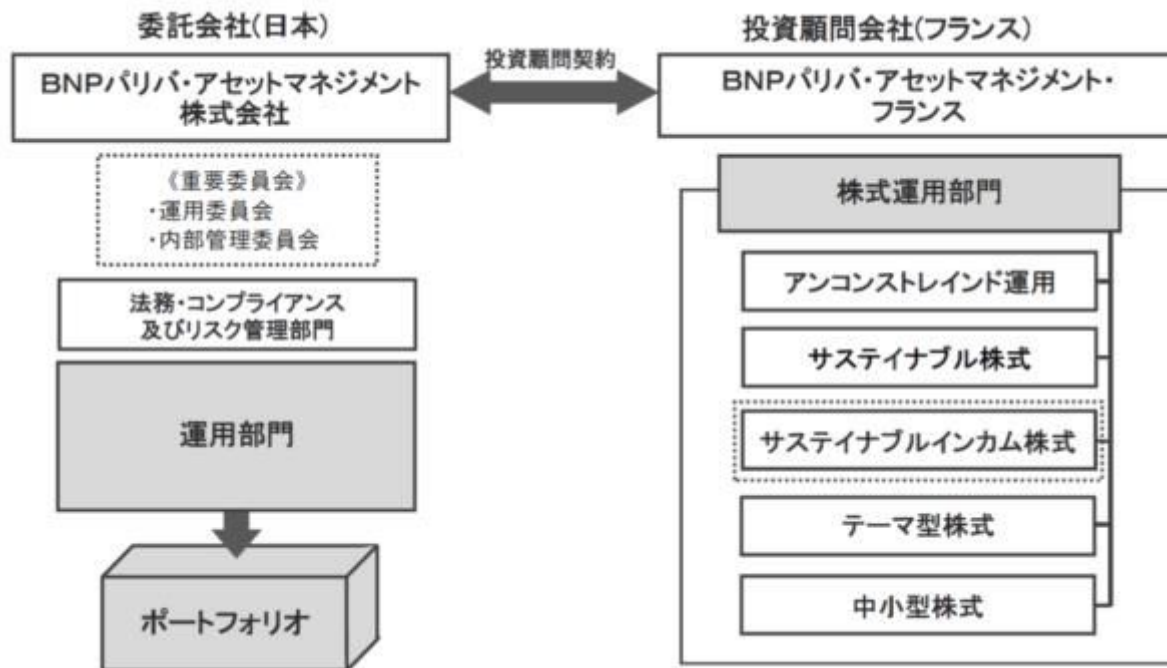 委託会社(日本)
BNPパリバ・アセットマネジメント
株式会社
《重要委員会》
・運用委員会
・内部管理委員会
法務・コンプライアンス
及びリスク管理部門
運用部門
ポートフォリオ
投資顧問契約
投資顧問会社(フランス)
BNPパリバ・アセットマネジメント・
フランス
株式運用部門
アンコンストレインド運用
サステイナブル株式
サステイナブルインカム株式
テーマ型株式
中小型株式